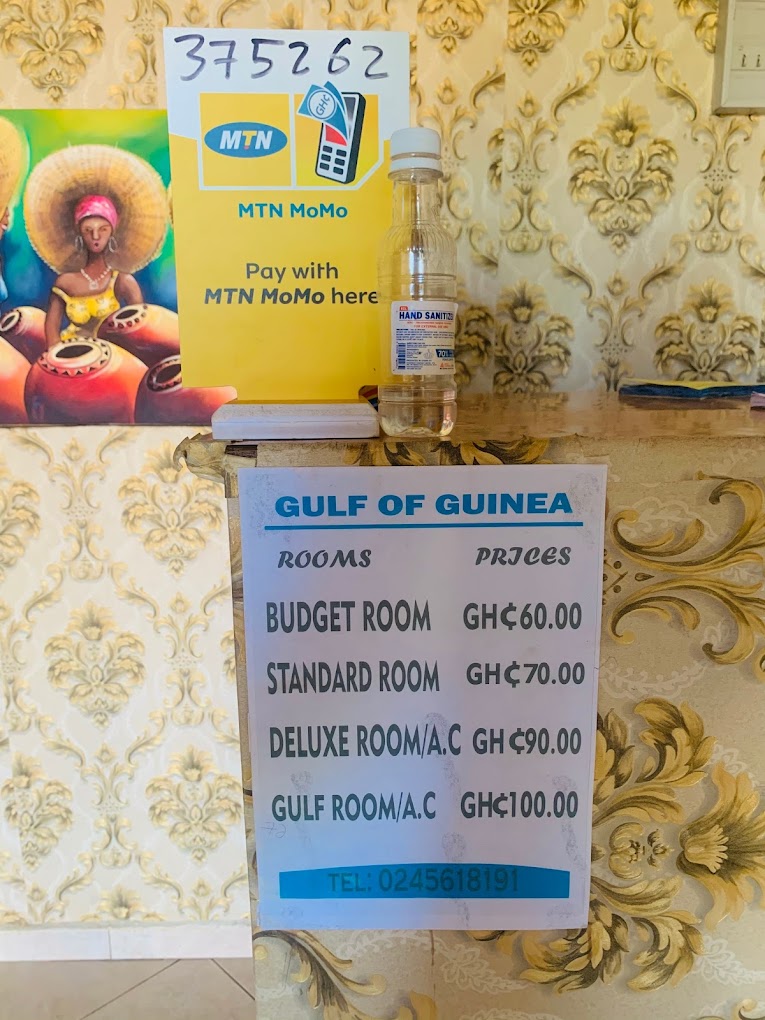 375262
GH¢
MTN
MTN MoMo
Pay with
MTN MoMo here
HAND SANITIZER
70%
GULF OF GUINEA
ROOMS PRICES
BUDGET ROOM GH¢60.00
STANDARD ROOM GH¢70.00
DELUXE ROOM/A.C GH¢90.00
GULF ROOM/A.C GH¢100.00
TEL: 0245618191